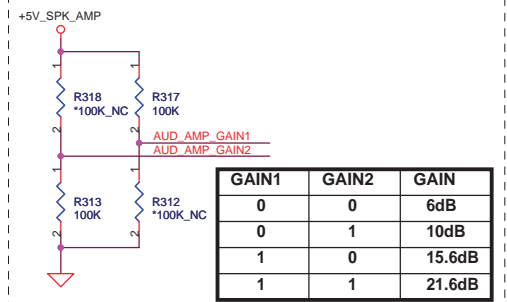 +5V_SPK_AMP
1
1
R318
*100K_NC
R317
100K
2
2
AUD_AMP_GAIN1
AUD_AMP_GAIN2
1
1
R313
100K
R312
*100K_NC
2
2
GAIN1 GAIN2 GAIN
0 0 6dB
0 1 10dB
1 0 15.6dB
1 1 21.6dB